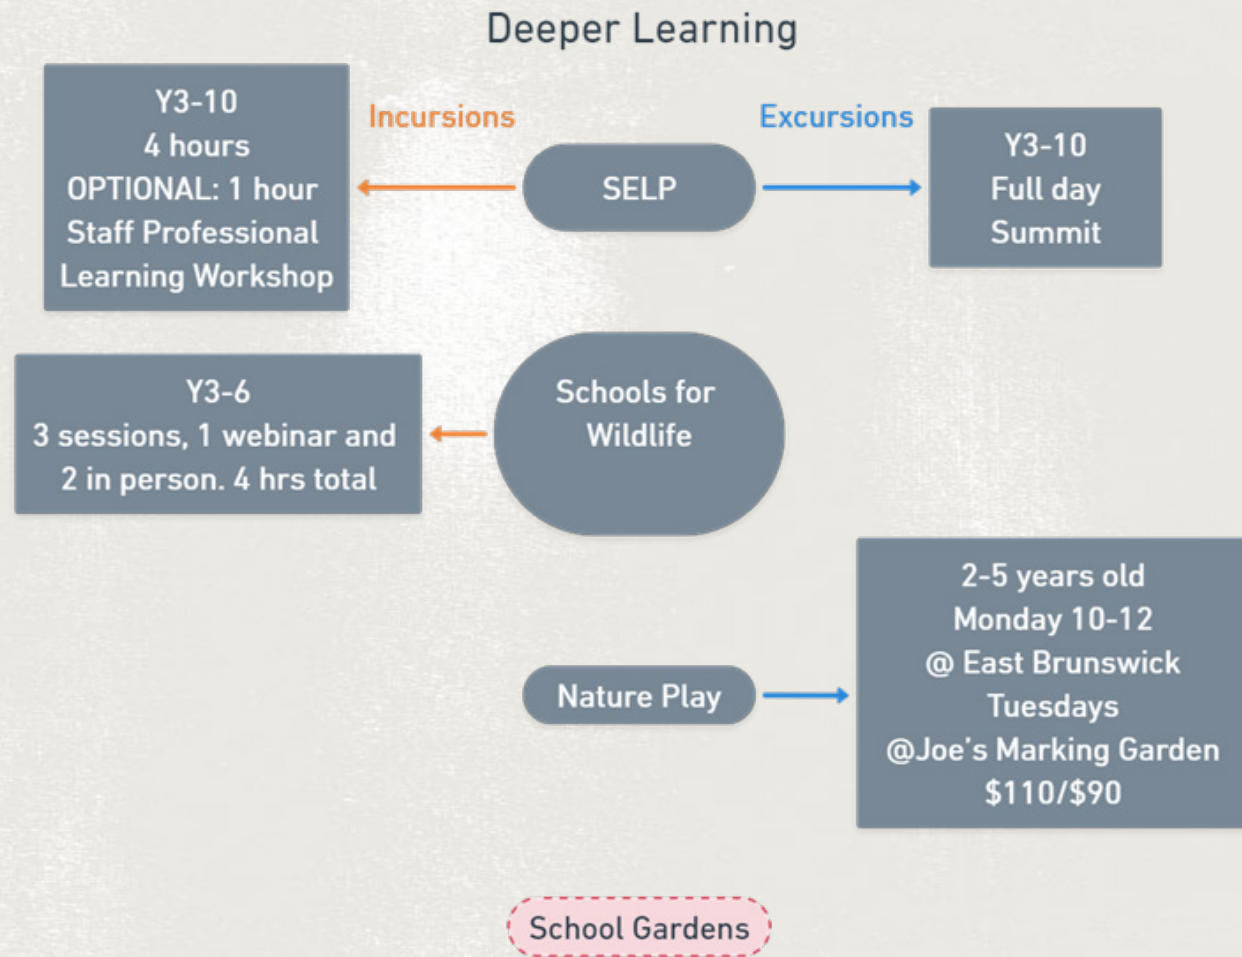 Deeper Learning
Y3-10
4 hours
OPTIONAL: 1 hour
Staff Professional
Learning Workshop
Incursions
SELP
Excursions
Y3-10
Full day
Summit
Y3-6
3 sessions, 1 webinar and
2 in person. 4 hrs total
Schools for
Wildlife
Nature Play
2-5 years old
Monday 10-12
@ East Brunswick
Tuesdays
@Joe's Marking Garden
$110/$90
School Gardens